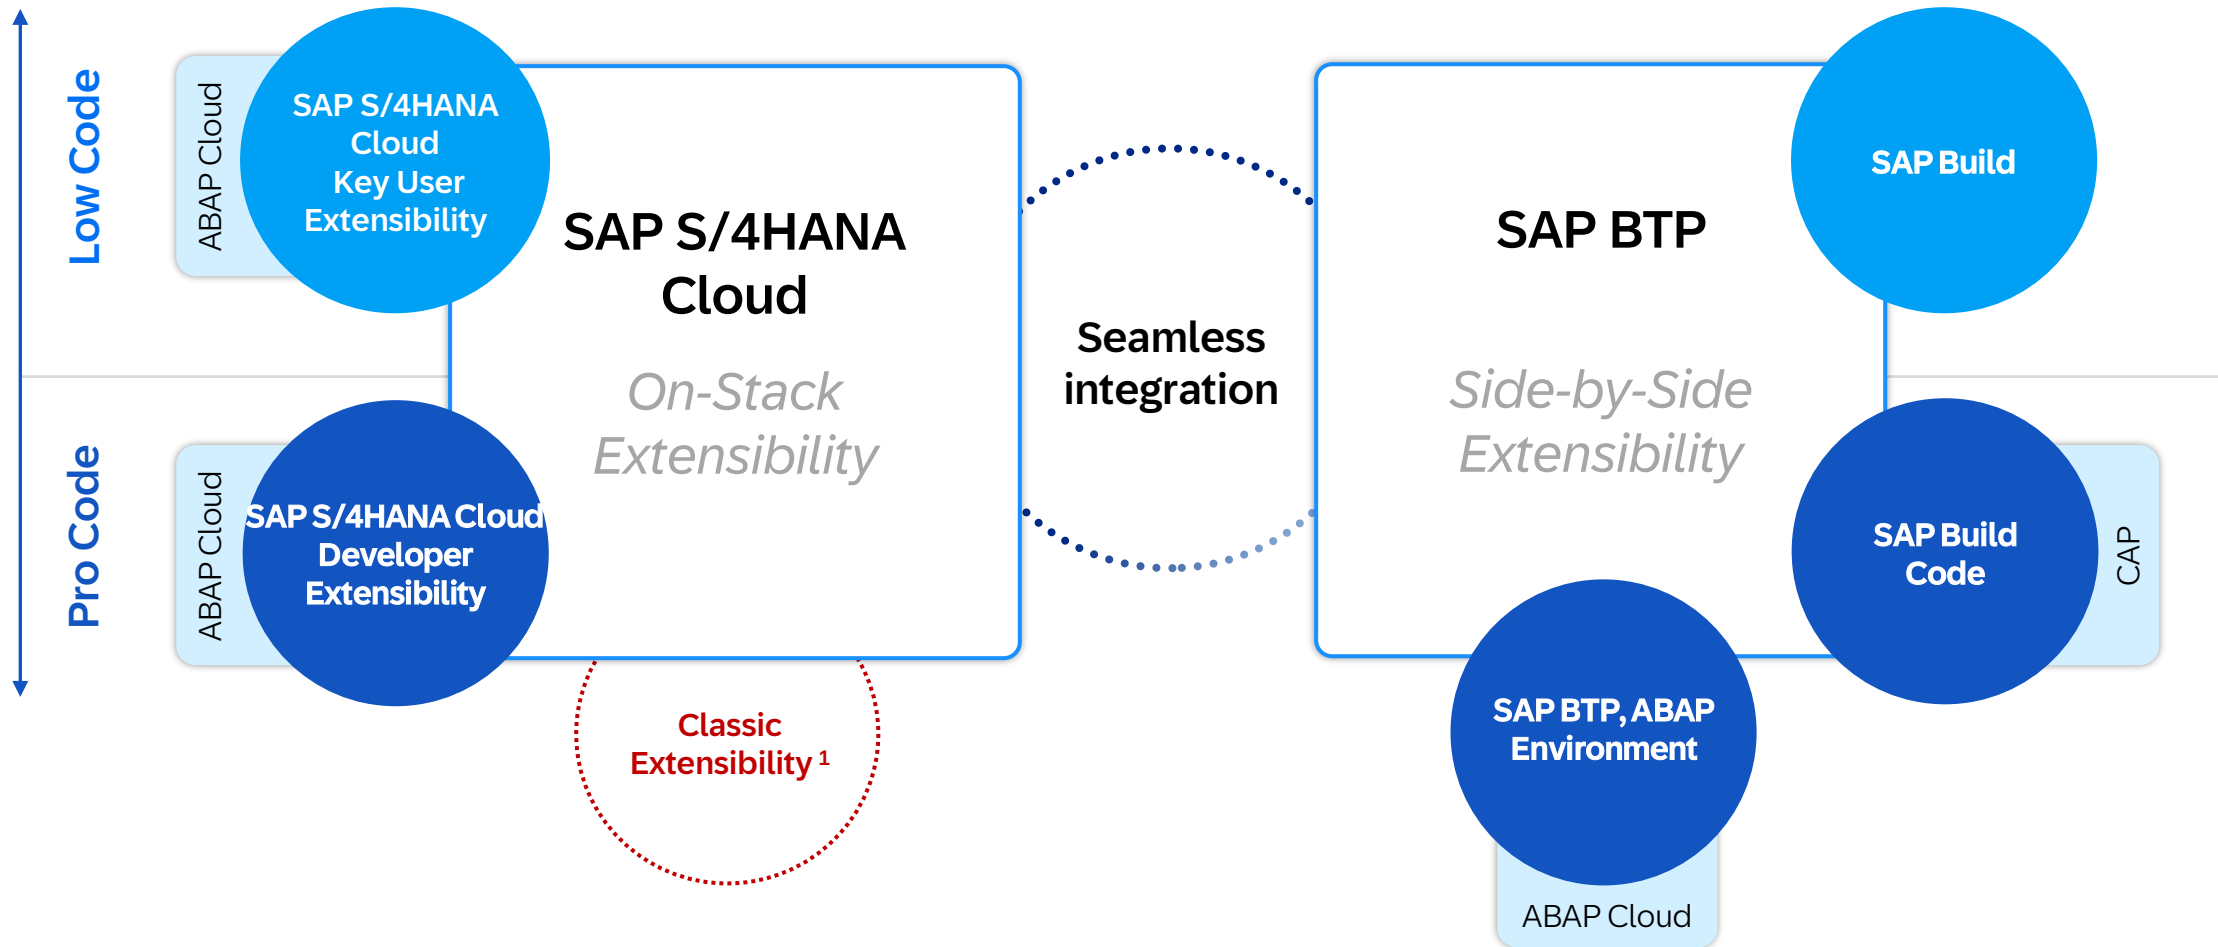 Low Code
ABAP Cloud
SAP S/4HANA
Cloud
Key User
Extensibility
SAP S/4HANA
Cloud
On-Stack
Extensibility
Seamless
integration
SAP BTP
Side-by-Side
Extensibility
SAP Build
Pro Code
ABAP Cloud
SAP S/4HANA Cloud
Developer
Extensibility
Classic
Extensibility 1
SAP Build
Code
CAP
SAP BTP, ABAP
Environment
ABAP Cloud